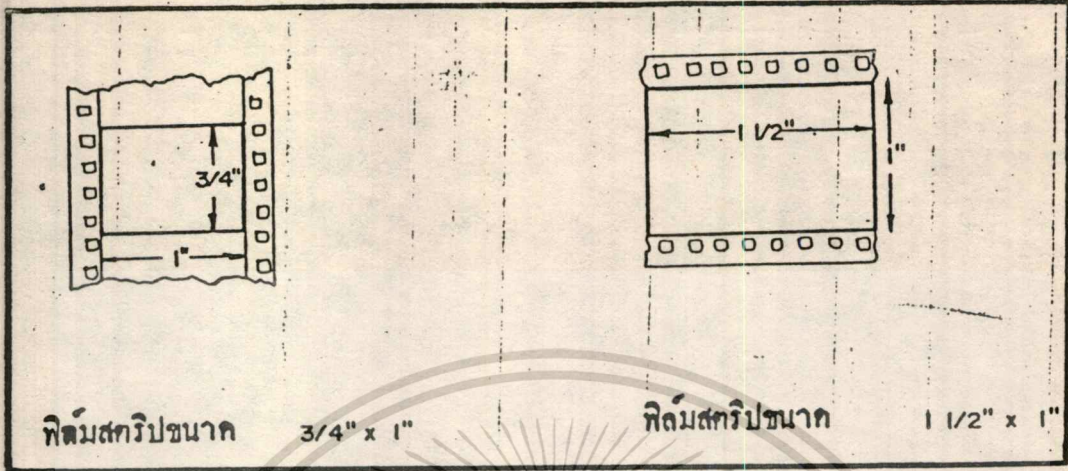 3/4"
1"
1 1/2"
1"
ฟิล์มสตริปขนาด 3/4" x 1"
ฟิล์มสตริปขนาด 1 1/2" x 1"